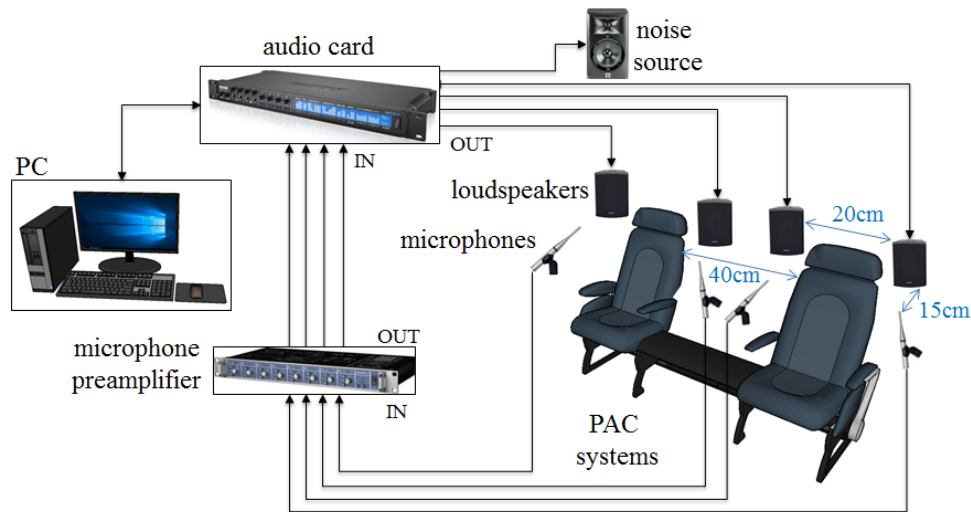 audio card
noise
source
OUT
IN
PC
loudspeakers
microphones
20cm
40cm
15cm
OUT
microphone
preamplifier
IN
PAC
systems